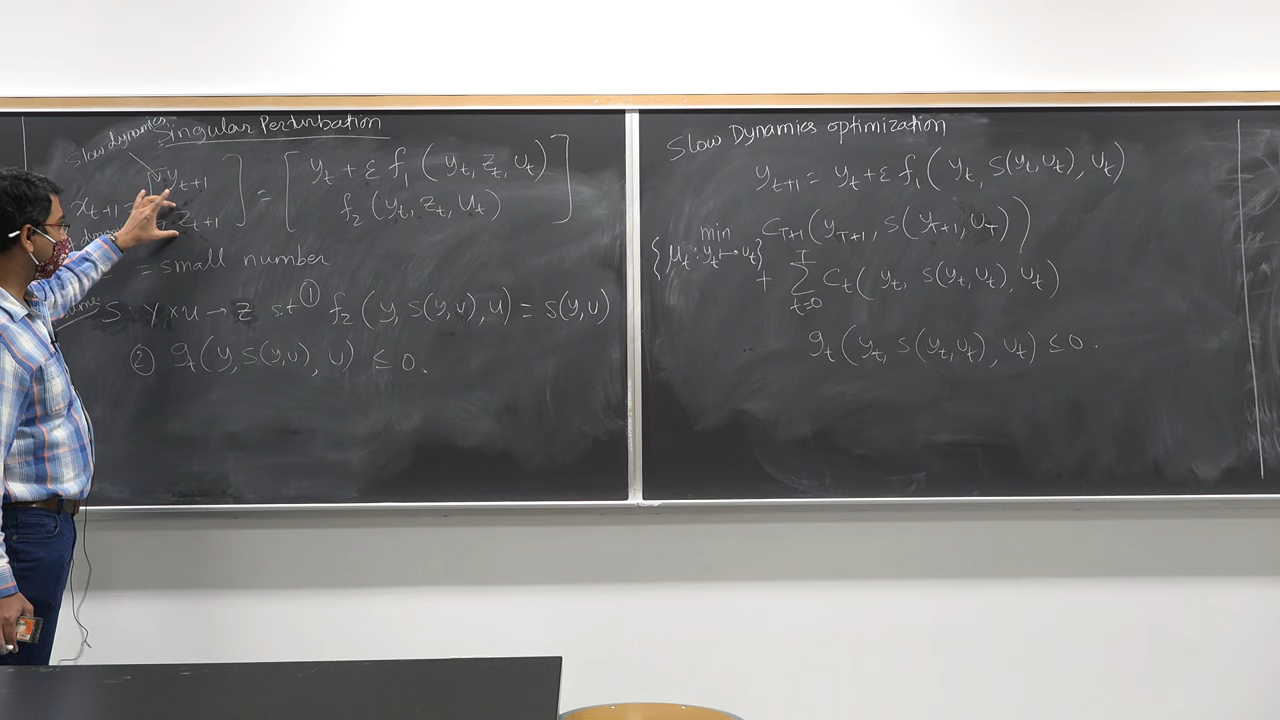 Singular Perturbation
Slow dynamics
x_{t+1} = [ y_{t+1} z_{t+1} ] = [ y_t + ε f_1 (y_t, z_t, u_t)
f_2 (y_t, z_t, u_t) ]
= small number
S: Y × U → Z s.t ① f_2 (y, s(y,u), u) = s(y,u)
② g_t (y, s(y,u), u) ≤ 0.
Slow Dynamics optimization
y_{t+1} = y_t + ε f_1 (y_t, s(y_t, u_t), u_t)
min {μ_t : y_t ↦ u_t} C_{T+1} (y_{T+1}, s(y_{T+1}, u_T))
+ ∑_{t=0}^{T} C_t (y_t, s(y_t, u_t), u_t)
g_t (y_t, s(y_t, u_t), u_t) ≤ 0.